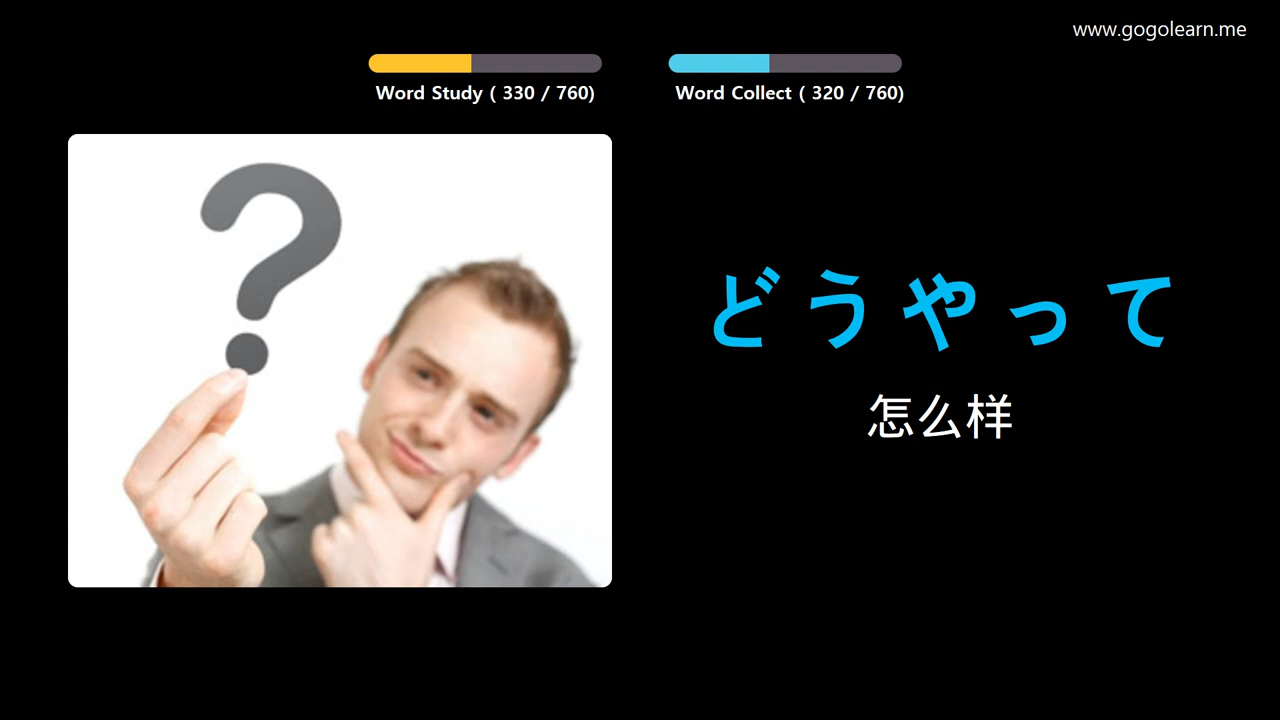 www.gogolearn.me
Word Study ( 330 / 760)
Word Collect ( 320 / 760)
?
どうやって
怎么样